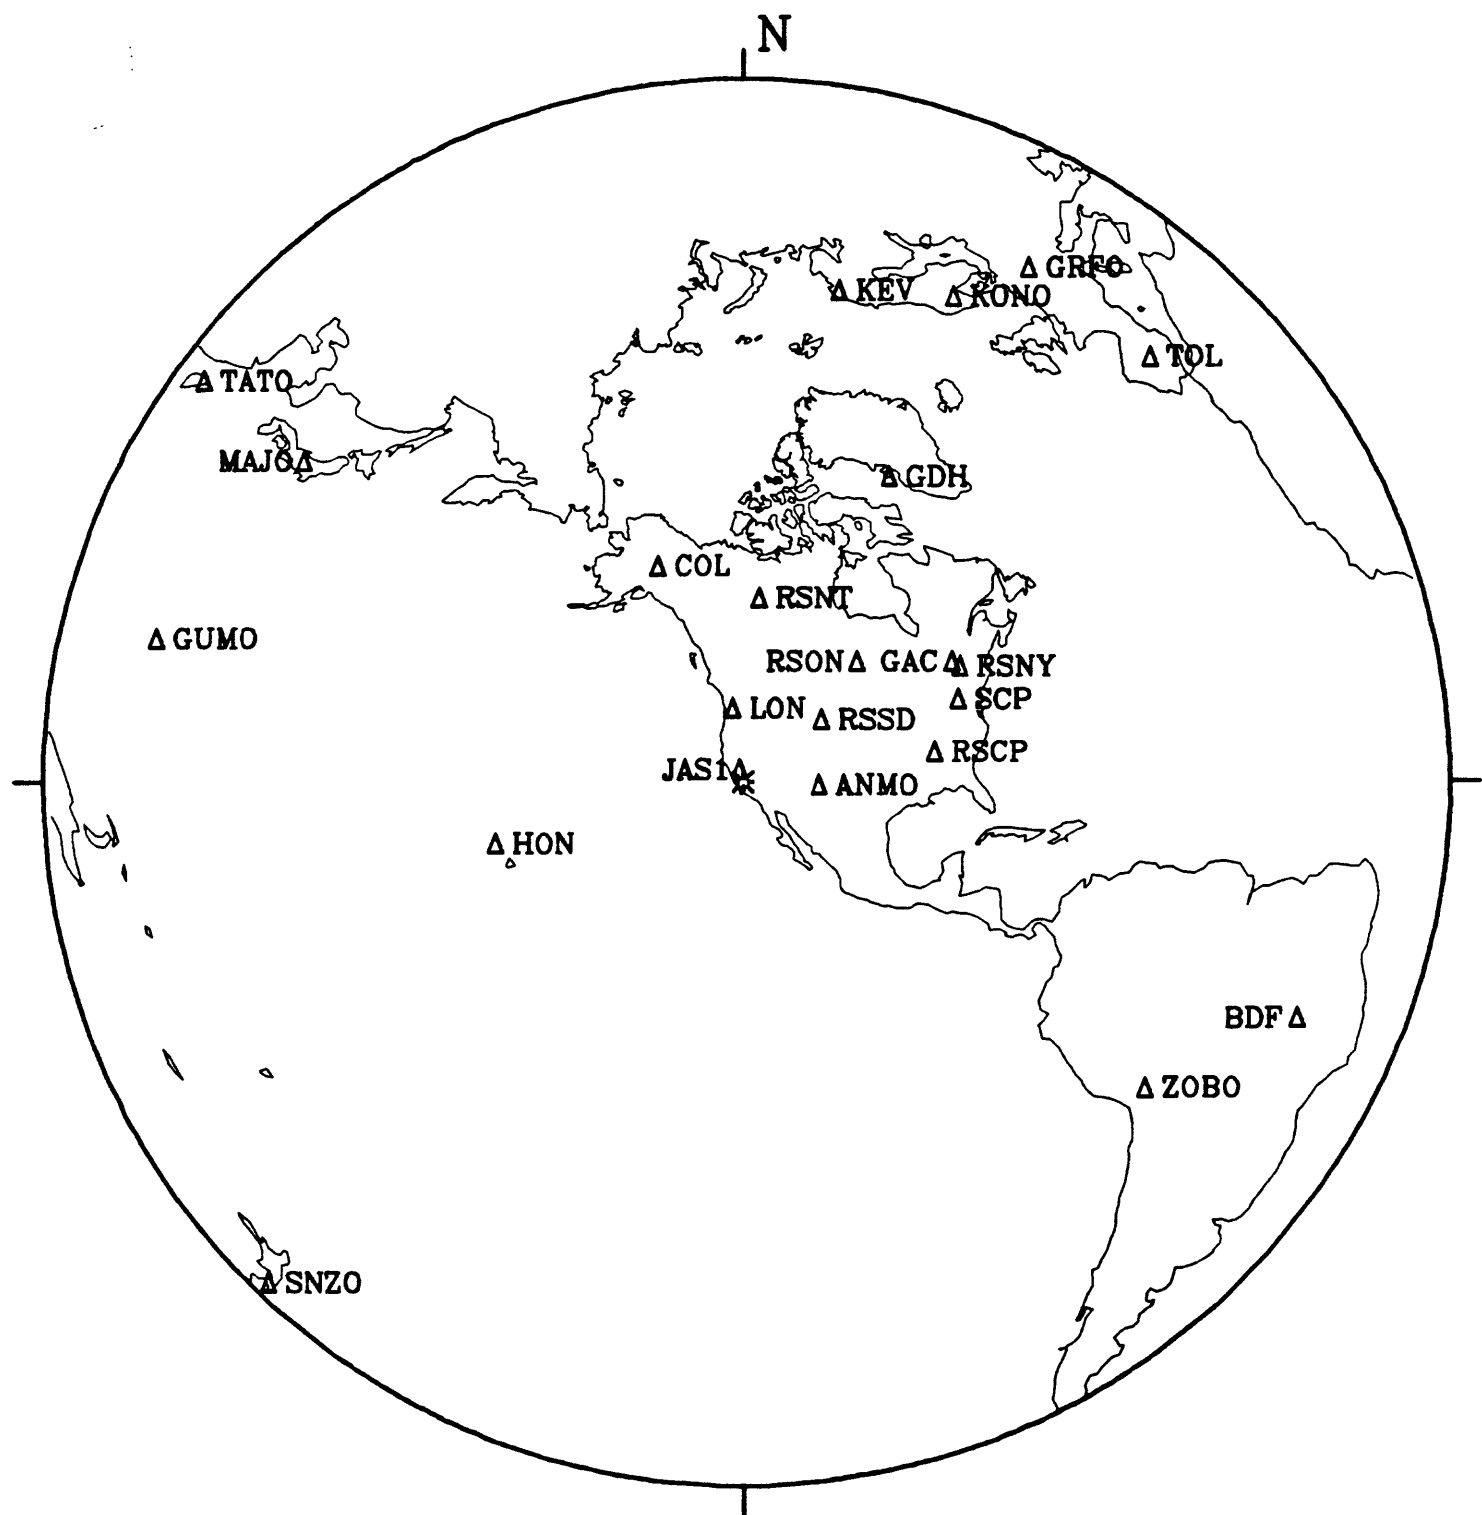 N
GRFO
KEV
KONO
TOL
TATO
MAJO
GDH
COL
RSNT
GUMO
RSON GAC RSNY
SCP
LON RSSD
RSCP
JAS1
ANMO
HON
BDF
ZOBO
SNZO